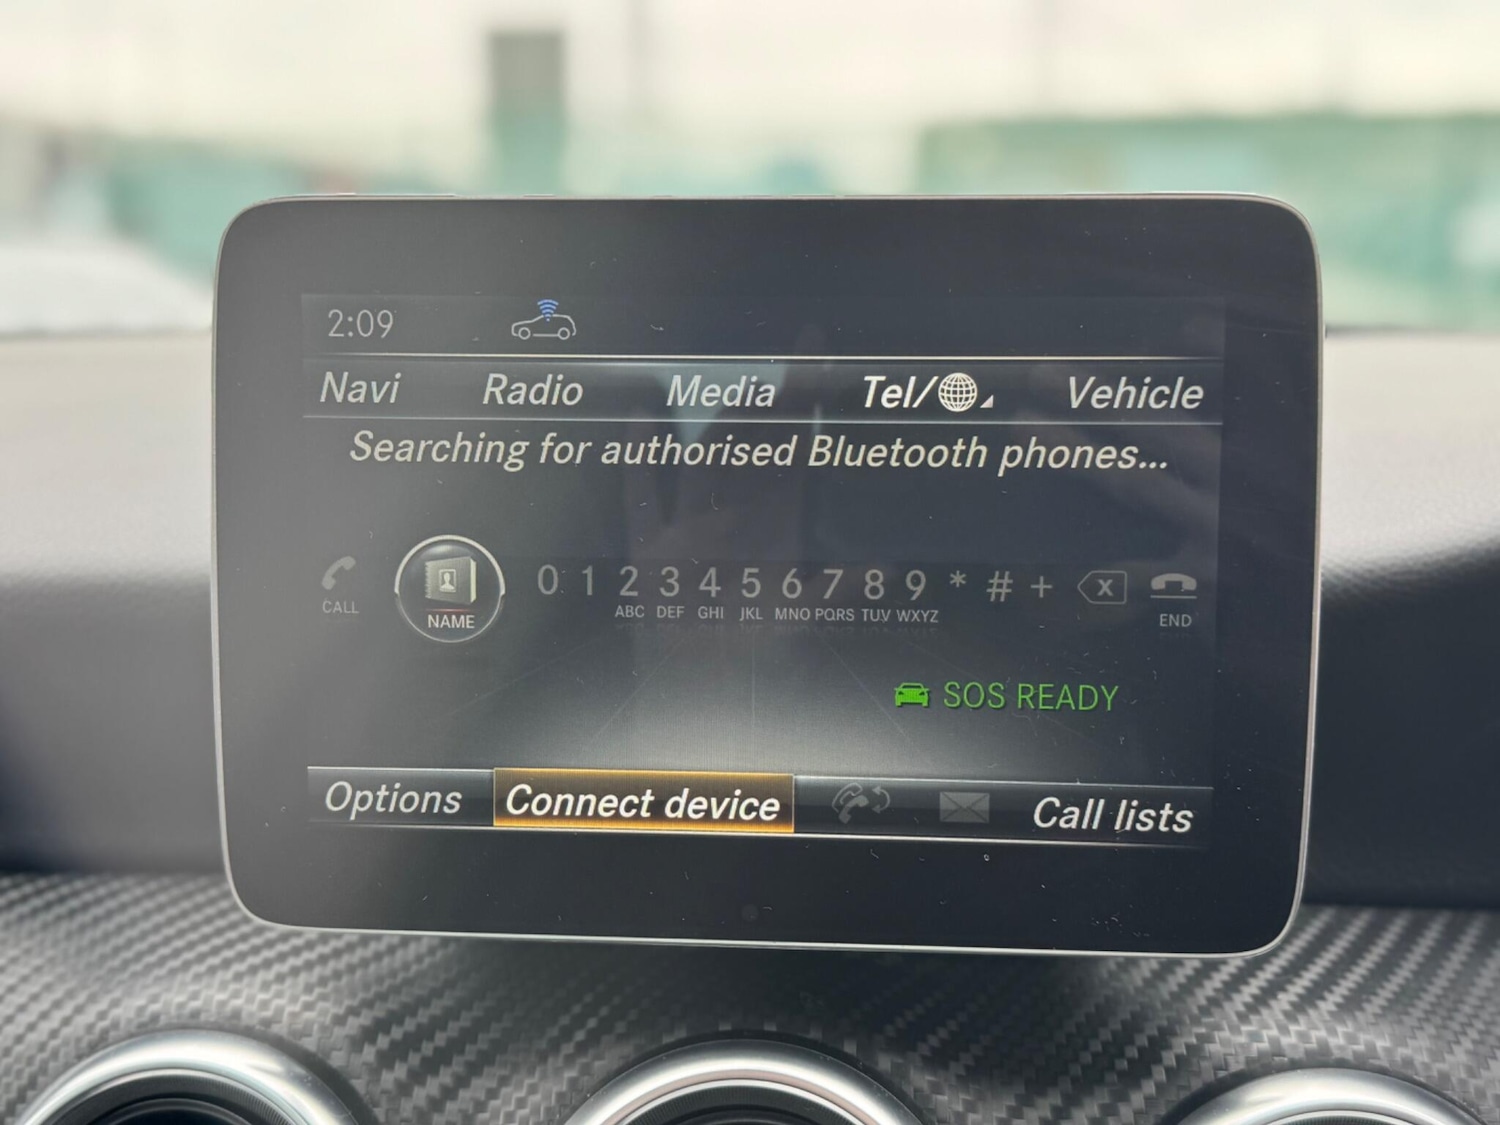 2:09
Navi Radio Media Tel/ Vehicle
Searching for authorised Bluetooth phones...
CALL NAME 0 1 2 3 4 5 6 7 8 9 * # + X END
ABC DEF GHI JKL MNO PQRS TUV WXYZ
SOS READY
Options Connect device Call lists